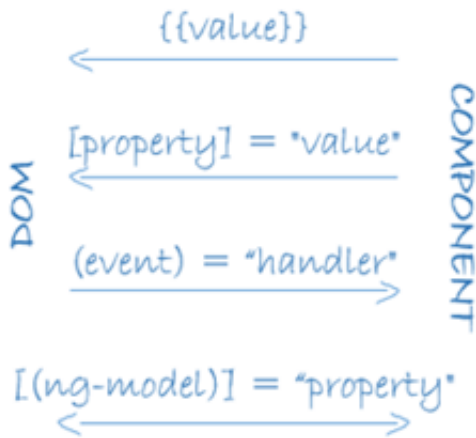 {{value}}
[property] = "value"
DOM
COMPONENT
(event) = "handler"
[(ng-model)] = "property"